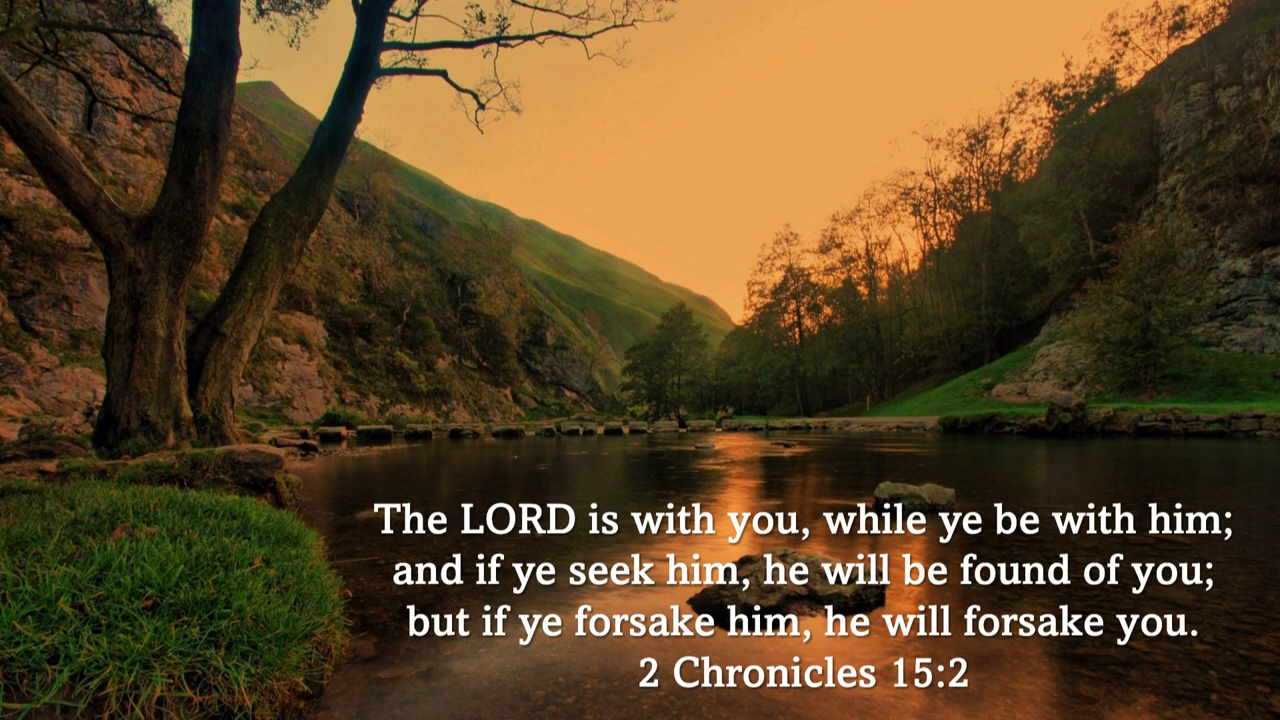 The LORD is with you, while ye be with him;
and if ye seek him, he will be found of you;
but if ye forsake him, he will forsake you.
2 Chronicles 15:2